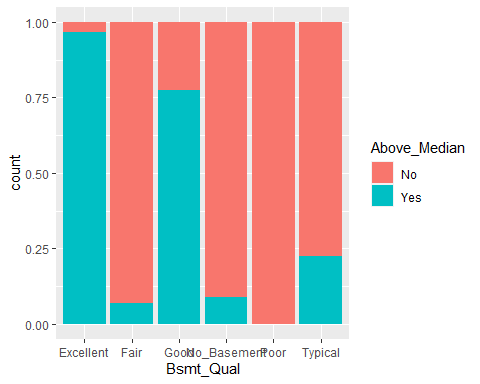 1.00
0.75
0.50
0.25
0.00
count
Excellent Fair Good No_Basement Poor Typical
Bsmt_Qual
Above_Median
No
Yes